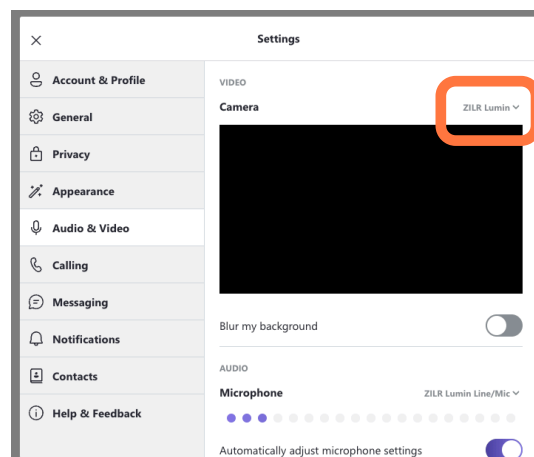 Settings
Account & Profile
General
Privacy
Appearance
Audio & Video
Calling
Messaging
Notifications
Contacts
Help & Feedback
VIDEO
Camera ZILR Lumin
Blur my background
AUDIO
Microphone ZILR Lumin Line/Mic
Automatically adjust microphone settings